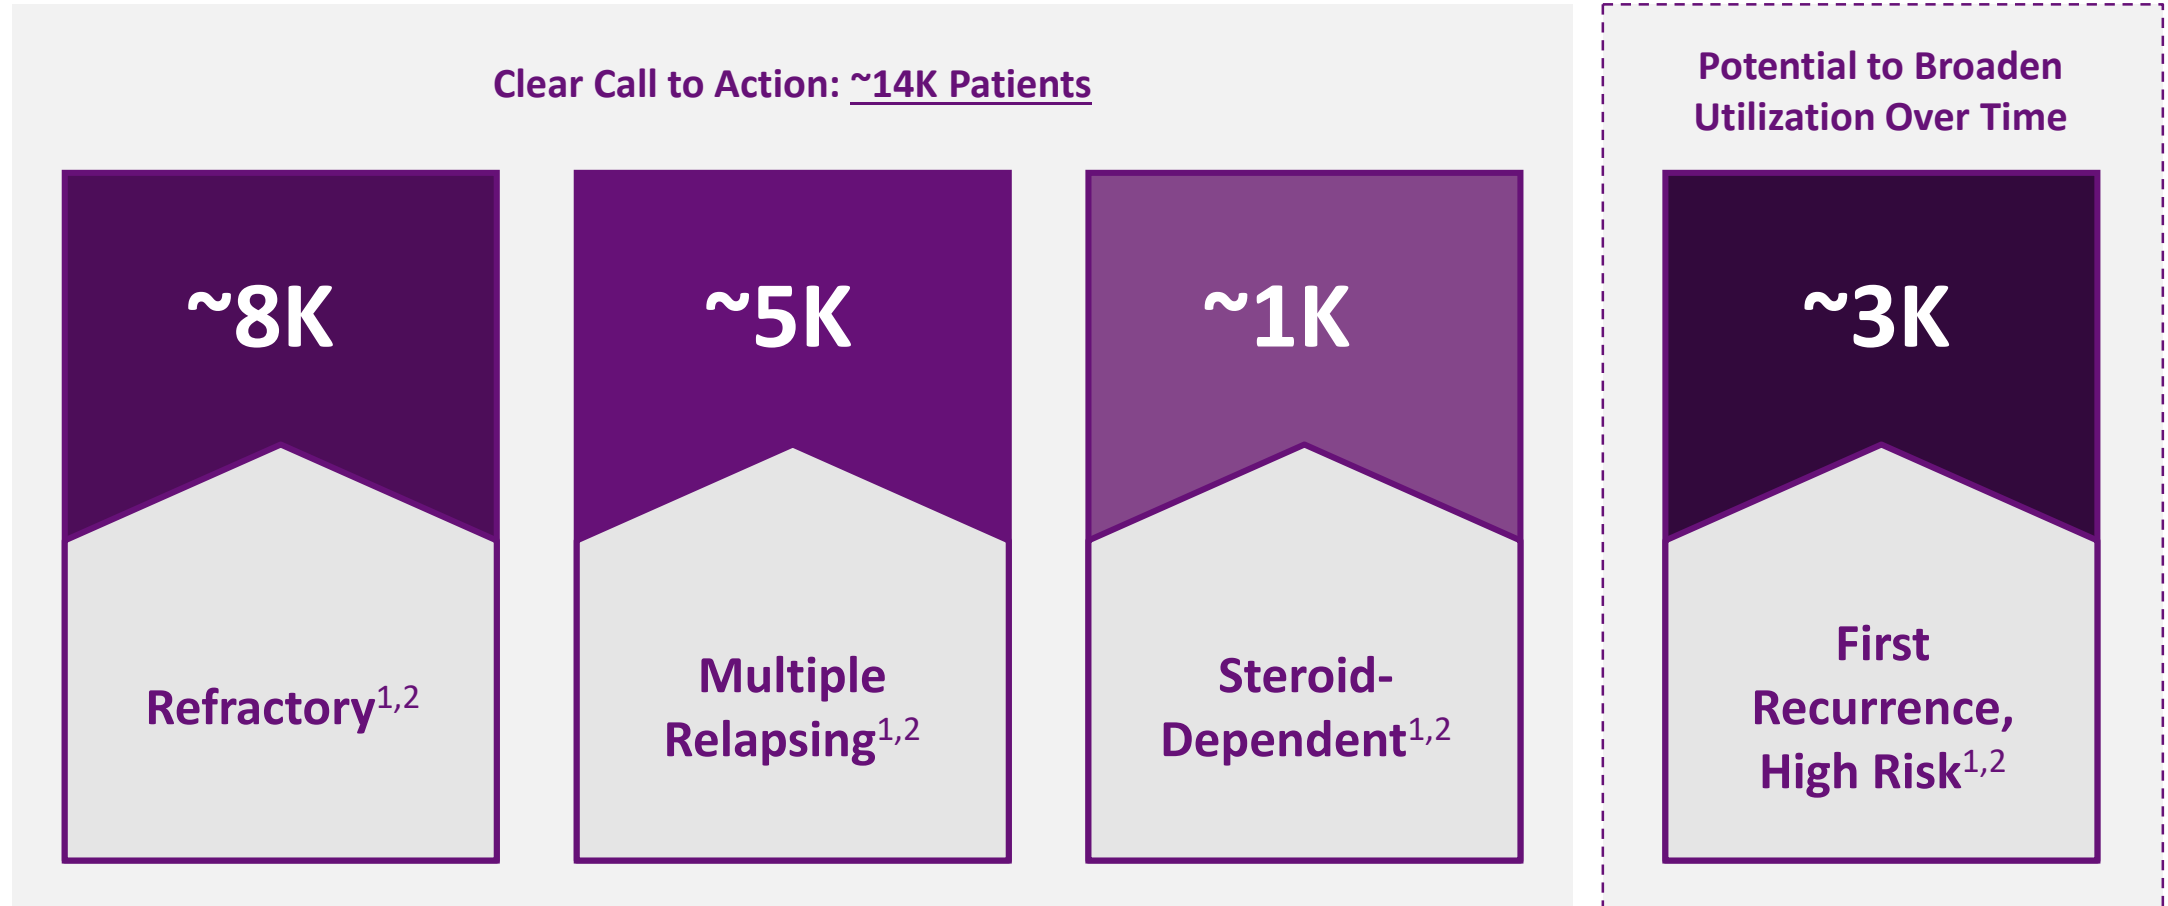 Clear Call to Action: ~14K Patients
~8K
Refractory1,2
~5K
Multiple
Relapsing1,2
~1K
Steroid-
Dependent1,2
Potential to Broaden
Utilization Over Time
~3K
First
Recurrence,
High Risk1,2